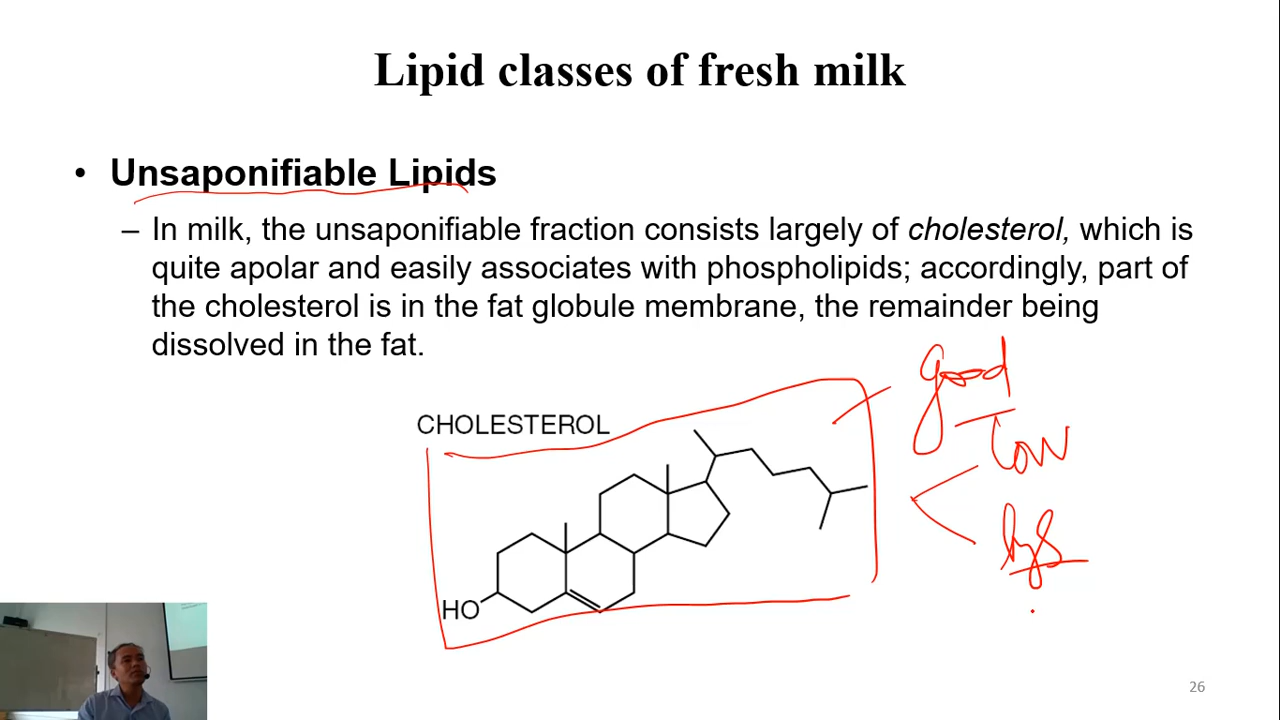 Lipid classes of fresh milk
• Unsaponifiable Lipids
– In milk, the unsaponifiable fraction consists largely of cholesterol, which is
quite apolar and easily associates with phospholipids; accordingly, part of
the cholesterol is in the fat globule membrane, the remainder being
dissolved in the fat.
good
CHOLESTEROL
Low
HO
26